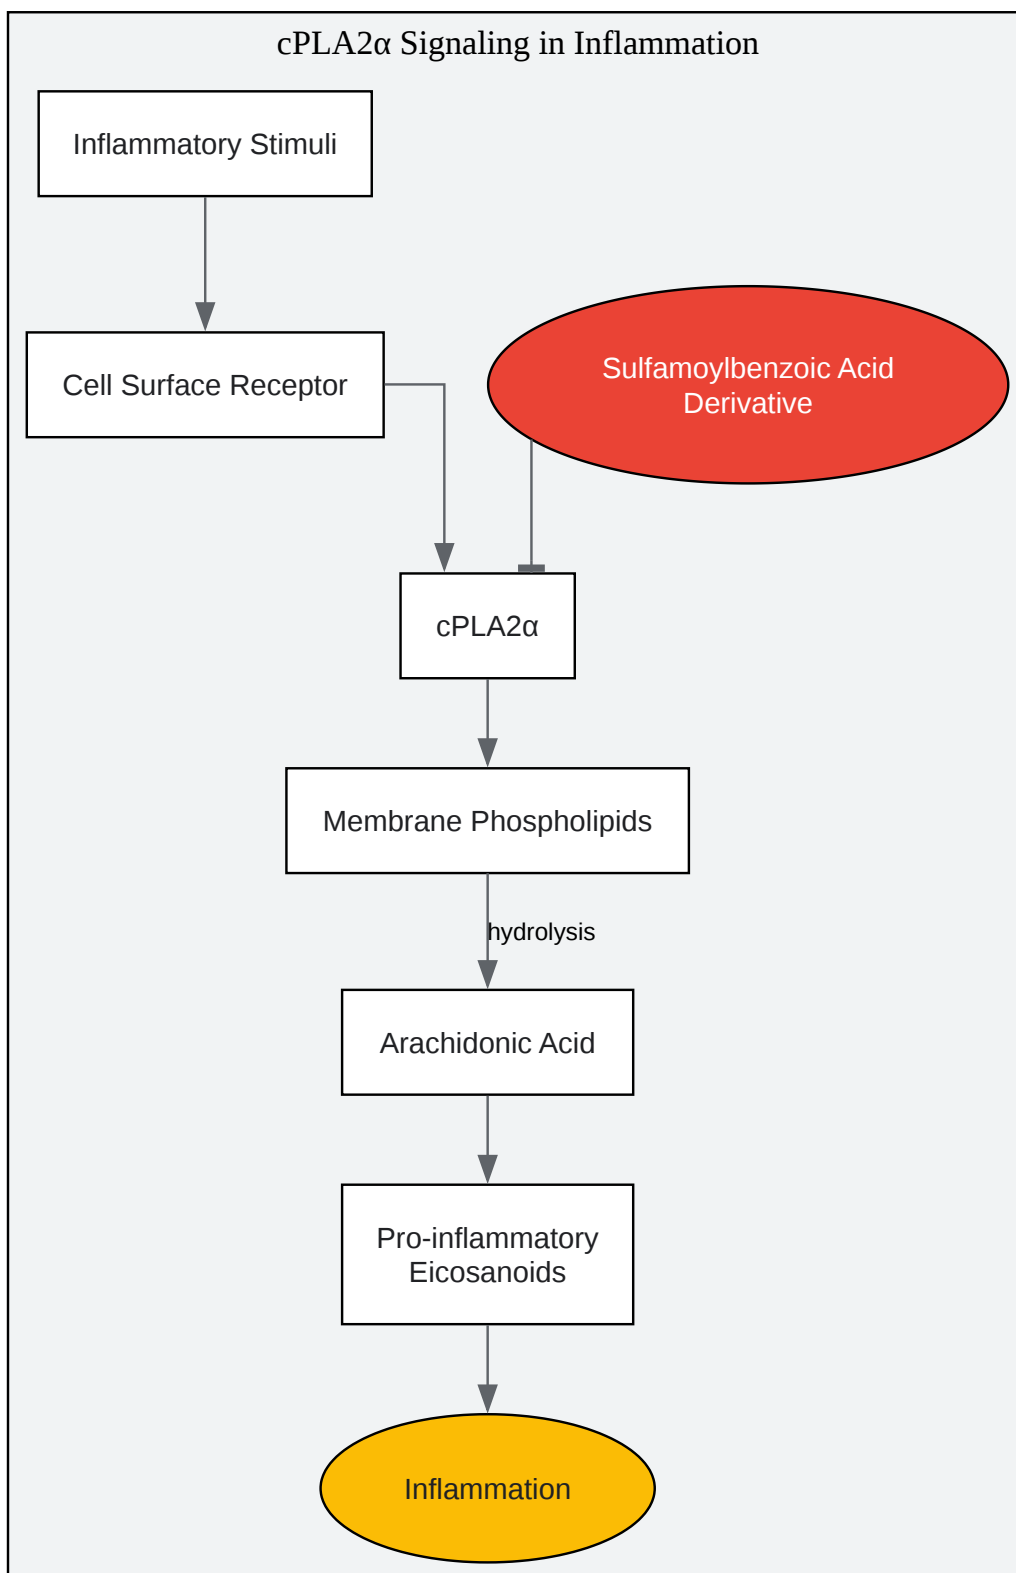 cPLA2α Signaling in Inflammation
Inflammatory Stimuli
Cell Surface Receptor
Sulfamoylbenzoic Acid
Derivative
cPLA2α
Membrane Phospholipids
hydrolysis
Arachidonic Acid
Pro-inflammatory
Eicosanoids
Inflammation